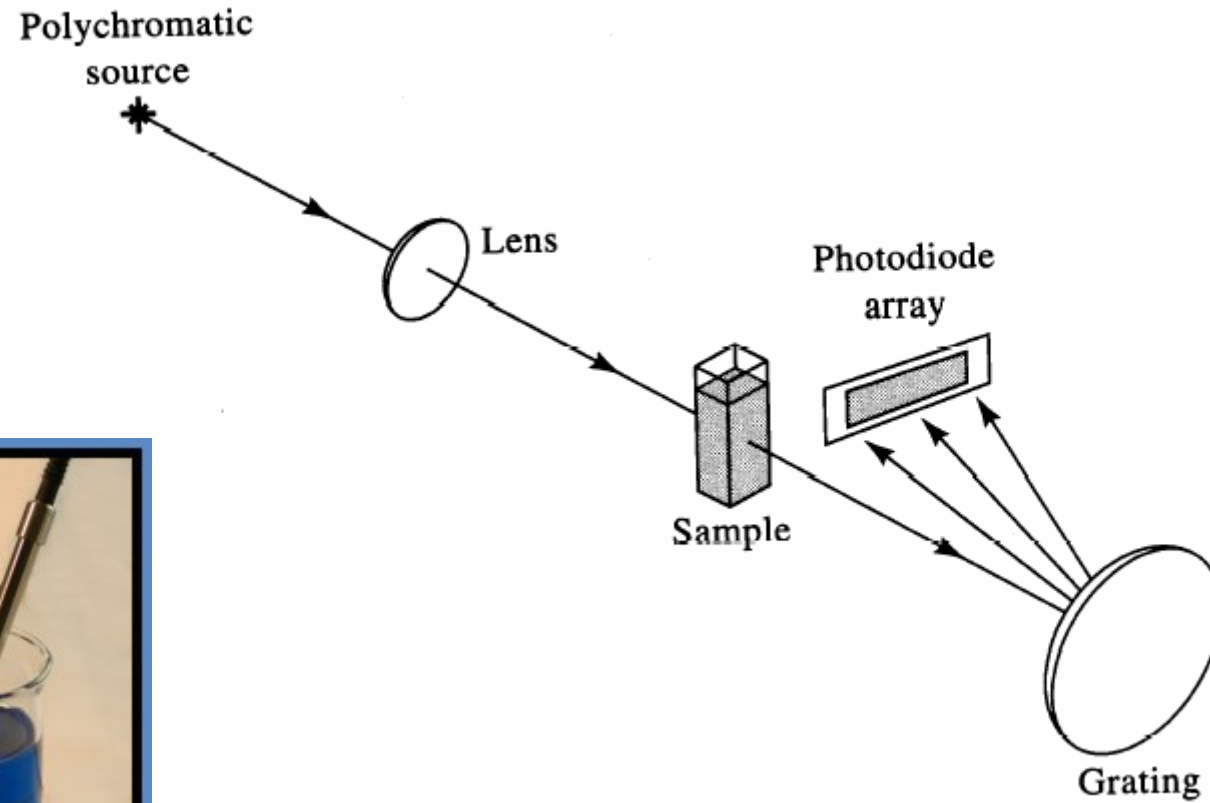 Polychromatic
source
Lens
Photodiode
array
Sample
Grating